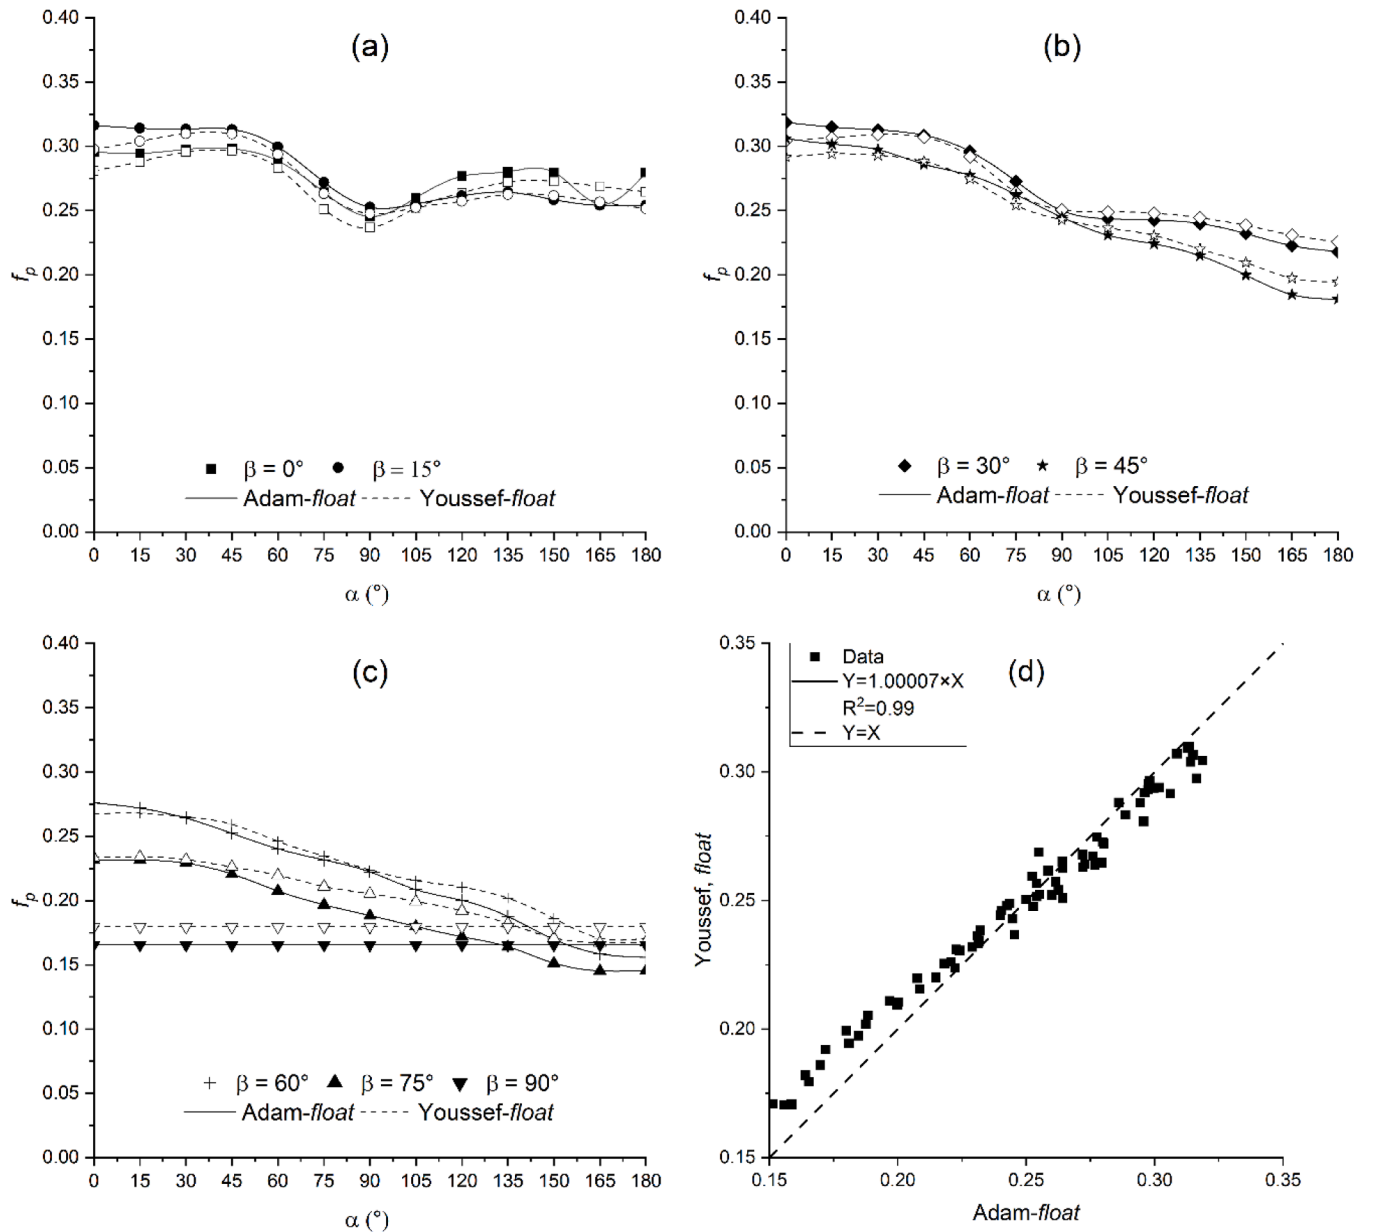 (a)
0.40
0.35
0.30
0.25
0.20
0.15
0.10
0.05
0.00
fp
β = 0° β = 15°
Adam-float Youssef-float
0 15 30 45 60 75 90 105 120 135 150 165 180
α (°)
(b)
0.40
0.35
0.30
0.25
0.20
0.15
0.10
0.05
0.00
fp
β = 30° β = 45°
Adam-float Youssef-float
0 15 30 45 60 75 90 105 120 135 150 165 180
α (°)
(c)
0.40
0.35
0.30
0.25
0.20
0.15
0.10
0.05
0.00
fp
β = 60° β = 75° β = 90°
Adam-float Youssef-float
0 15 30 45 60 75 90 105 120 135 150 165 180
α (°)
(d)
0.35
0.30
0.25
0.20
0.15
Youssef, float
Data
Y=1.00007×X
R²=0.99
Y=X
0.15 0.20 0.25 0.30 0.35
Adam-float